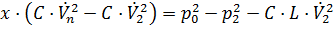 x · (C · V̇ₙ² − C · V̇₂²) = p₀² − p₂² − C · L · V̇₂²